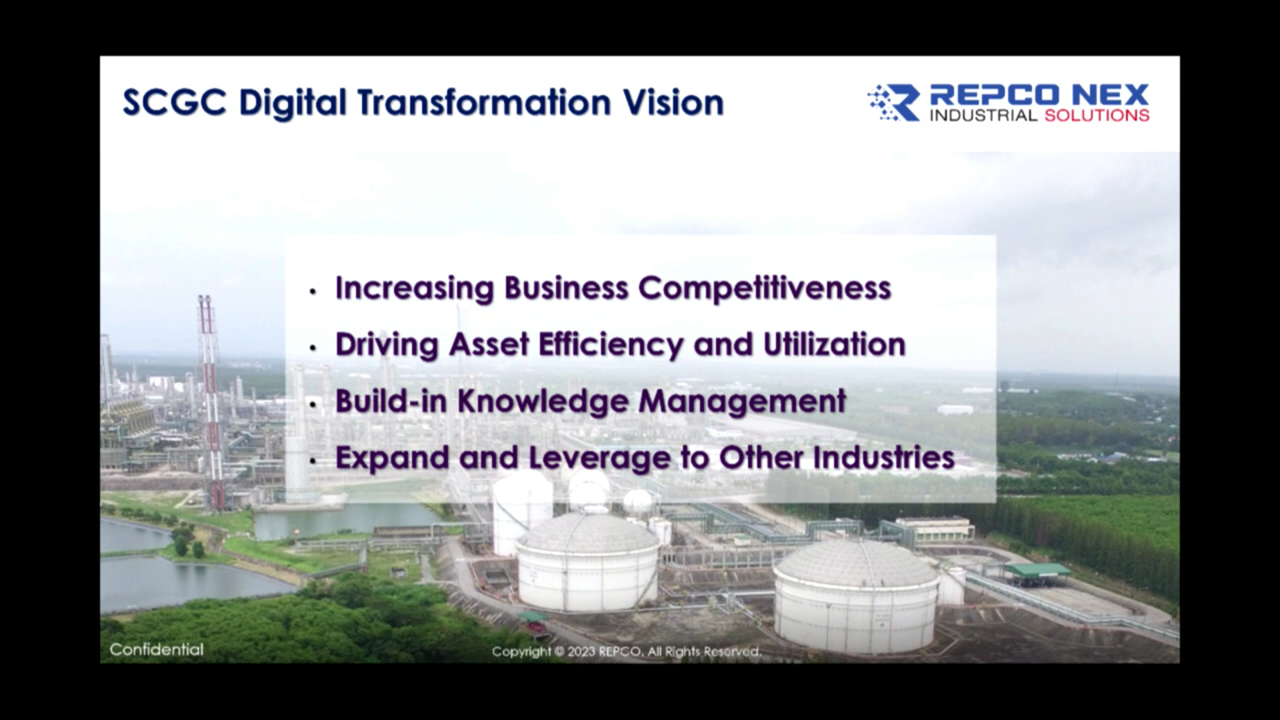 SCGC Digital Transformation Vision
REPCO NEX
INDUSTRIAL SOLUTIONS
• Increasing Business Competitiveness
• Driving Asset Efficiency and Utilization
• Build-in Knowledge Management
• Expand and Leverage to Other Industries
Confidential
Copyright © 2023 REPCO. All Rights Reserved.